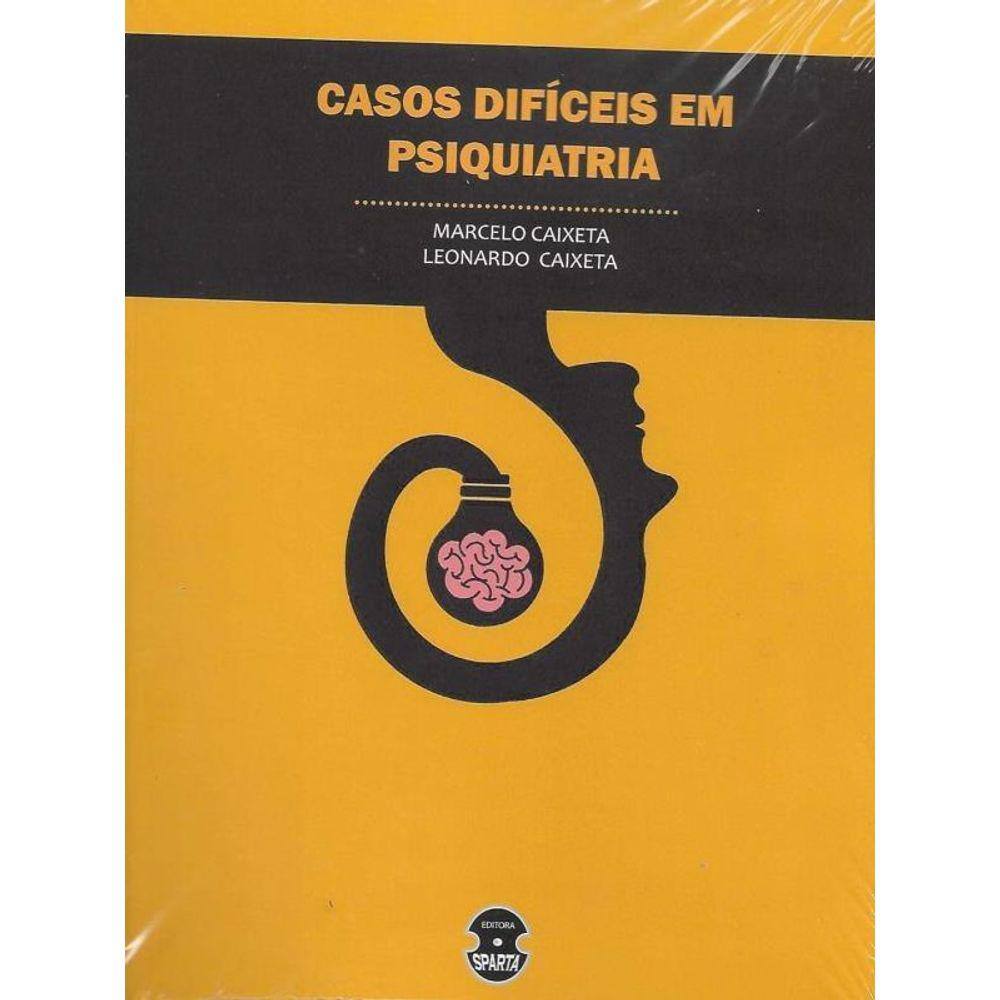 CASOS DIFÍCEIS EM
PSIQUIATRIA
MARCELO CAIXETA
LEONARDO CAIXETA
EDITORA
SPARTA